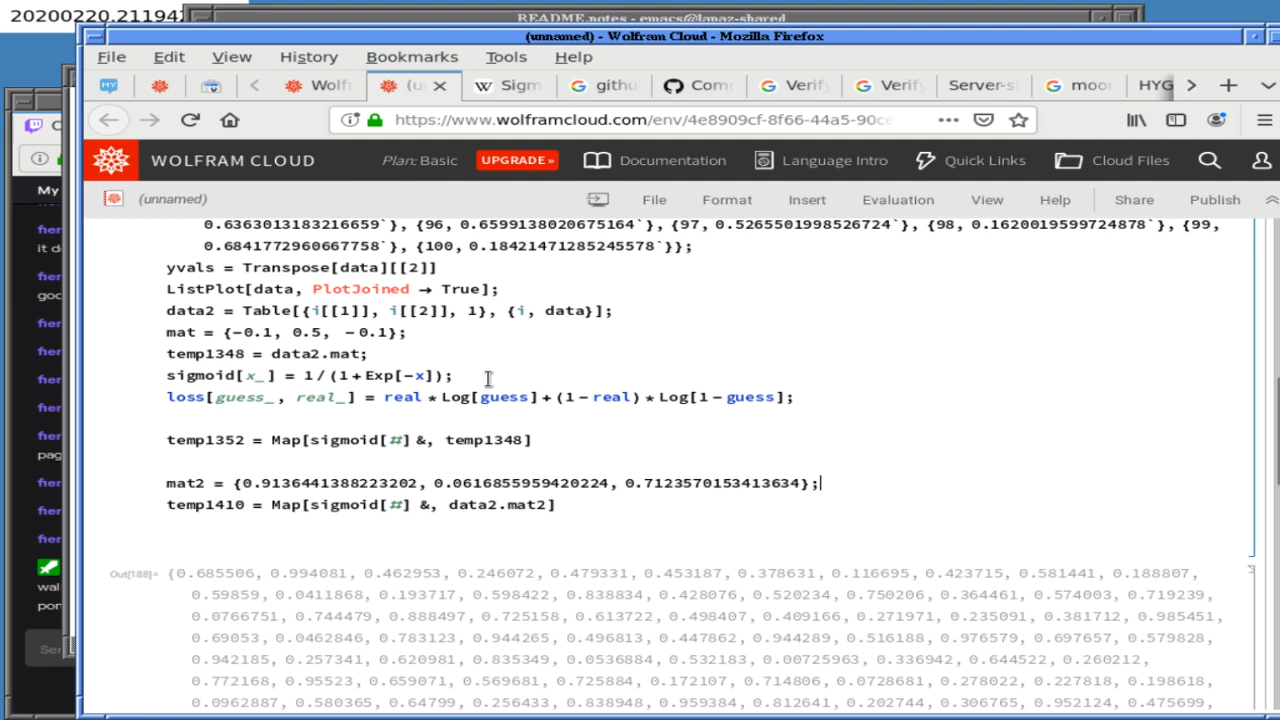 20200220.21194
README.notes - emacs@lanaz-shared
(unnamed) - Wolfram Cloud - Mozilla Firefox
File Edit View History Bookmarks Tools Help
Wolfr (ur Sigm githu Com Verify Verify Server-s moor HYG
https://www.wolframcloud.com/env/4e8909cf-8f66-44a5-90ce
WOLFRAM CLOUD Plan: Basic UPGRADE » Documentation Language Intro Quick Links Cloud Files
(unnamed) File Format Insert Evaluation View Help Share Publish
My
0.63630131832166​59`}, {96, 0.6599138020675164`}, {97, 0.5265501998526724`}, {98, 0.1620019599724878`}, {99,
0.6841772960667758`}, {100, 0.18421471285245578`}};
yvals = Transpose[data][[2]]
ListPlot[data, PlotJoined → True];
data2 = Table[{i[[1]], i[[2]], 1}, {i, data}];
mat = {-0.1, 0.5, -0.1};
temp1348 = data2.mat;
sigmoid[x_] = 1/(1+Exp[-x]);
loss[guess_, real_] = real*Log[guess]+(1-real)*Log[1-guess];
temp1352 = Map[sigmoid[#]&, temp1348]
mat2 = {0.9136441388223202, 0.0616855959420224, 0.7123570153413634};
temp1410 = Map[sigmoid[#] &, data2.mat2]
Out[188]= {0.685506, 0.994081, 0.462953, 0.246072, 0.479331, 0.453187, 0.378631, 0.116695, 0.423715, 0.581441, 0.188807,
0.59859, 0.0411868, 0.193717, 0.598422, 0.838834, 0.428076, 0.520234, 0.750206, 0.364461, 0.574003, 0.719239,
0.0766751, 0.744479, 0.888497, 0.725158, 0.613722, 0.498407, 0.409166, 0.271971, 0.235091, 0.381712, 0.985451,
0.69053, 0.0462846, 0.783123, 0.944265, 0.496813, 0.447862, 0.444289, 0.516188, 0.976579, 0.697657, 0.579828,
0.942185, 0.257341, 0.620981, 0.835349, 0.0536884, 0.532183, 0.00725963, 0.336942, 0.644522, 0.260212,
0.772168, 0.95523, 0.659071, 0.569681, 0.725884, 0.172107, 0.714806, 0.0728681, 0.278022, 0.227818, 0.198618,
0.0962887, 0.580365, 0.64799, 0.256433, 0.838948, 0.959384, 0.812641, 0.202744, 0.306765, 0.952124, 0.475699,